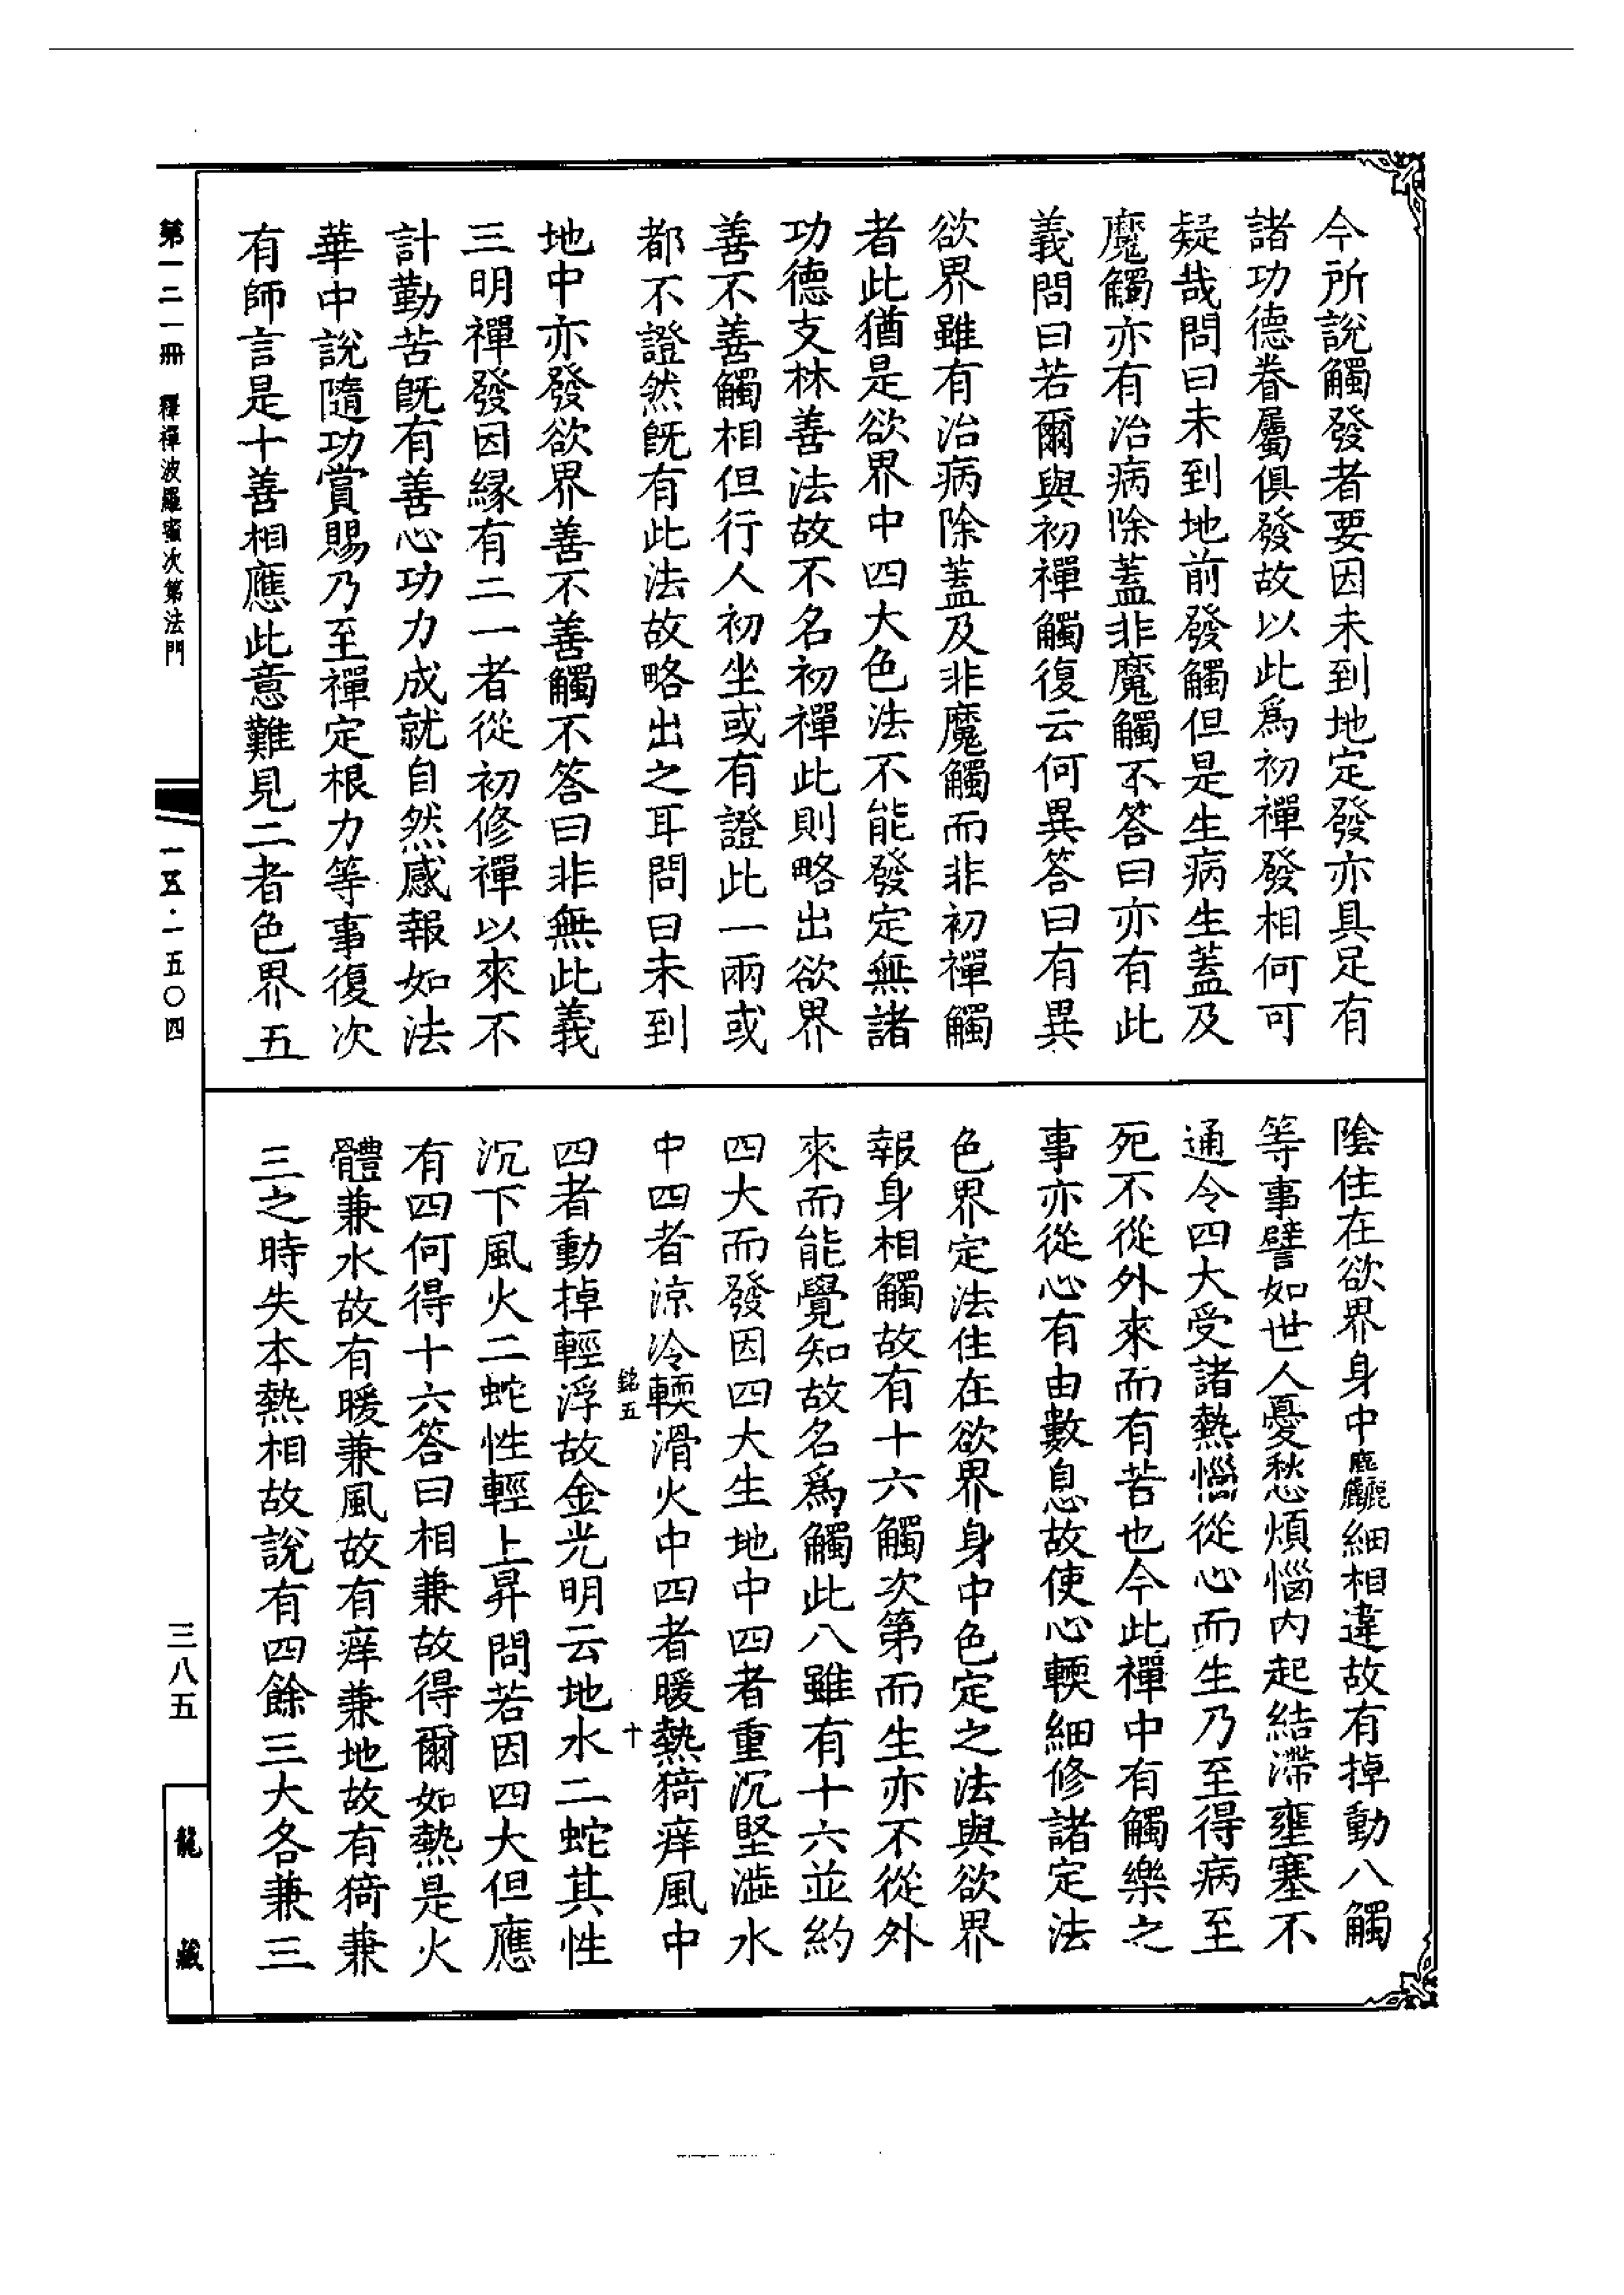 今所說觸發者要因未到地定發亦具足有
諸功德眷屬俱發故以此爲初禪發相何可
疑哉問曰未到地前發觸但是生病生蓋及
魔觸亦有治病除蓋非魔觸不答曰亦有此
義問曰若爾與初禪觸復云何異答曰有異
欲界雖有治病除蓋及非魔觸而非初禪觸
者此猶是欲界中四大色法不能發定無諸
功德支林善法故不名初禪此則略出欲界
善不善觸相但行人初坐或有證此一兩或
都不證然旣有此法故略出之耳問曰未到
地中亦發欲界善不善觸不答曰非無此義
三明禪發因緣有二一者從初修禪以來不
計勤苦旣有善心功力成就自然感報如法
華中說隨功賞賜乃至禪定根力等事復次
有師言是十善相應此意難見二者色界五
陰住在欲界身中麤細相違故有掉動八觸
等事譬如世人憂愁煩惱內起結滯壅塞不
通令四大受諸熱惱從心而生乃至得病至
死不從外來而有苦也今此禪中有觸樂之
事亦從心有由數息故使心輭細修諸定法
色界定法住在欲界身中色定之法與欲界
報身相觸故有十六觸次第而生亦不從外
來而能覺知故名爲觸此八雖有十六並約
四大而發因四大生地中四者重沉堅澁水
中四者涼冷輭滑火中四者暖熱猗痒風中
銘五
十
四者動掉輕浮故金光明云地水二蛇其性
沉下風火二蛇性輕上昇問若因四大但應
有四何得十六答曰相兼故得爾如熱是火
體兼水故有暖兼風故有痒兼地故有猗兼
三之時失本熱相故說有四餘三大各兼三
第一二一冊 釋禪波羅蜜次第法門
一五·一五〇四
三八五
龍藏